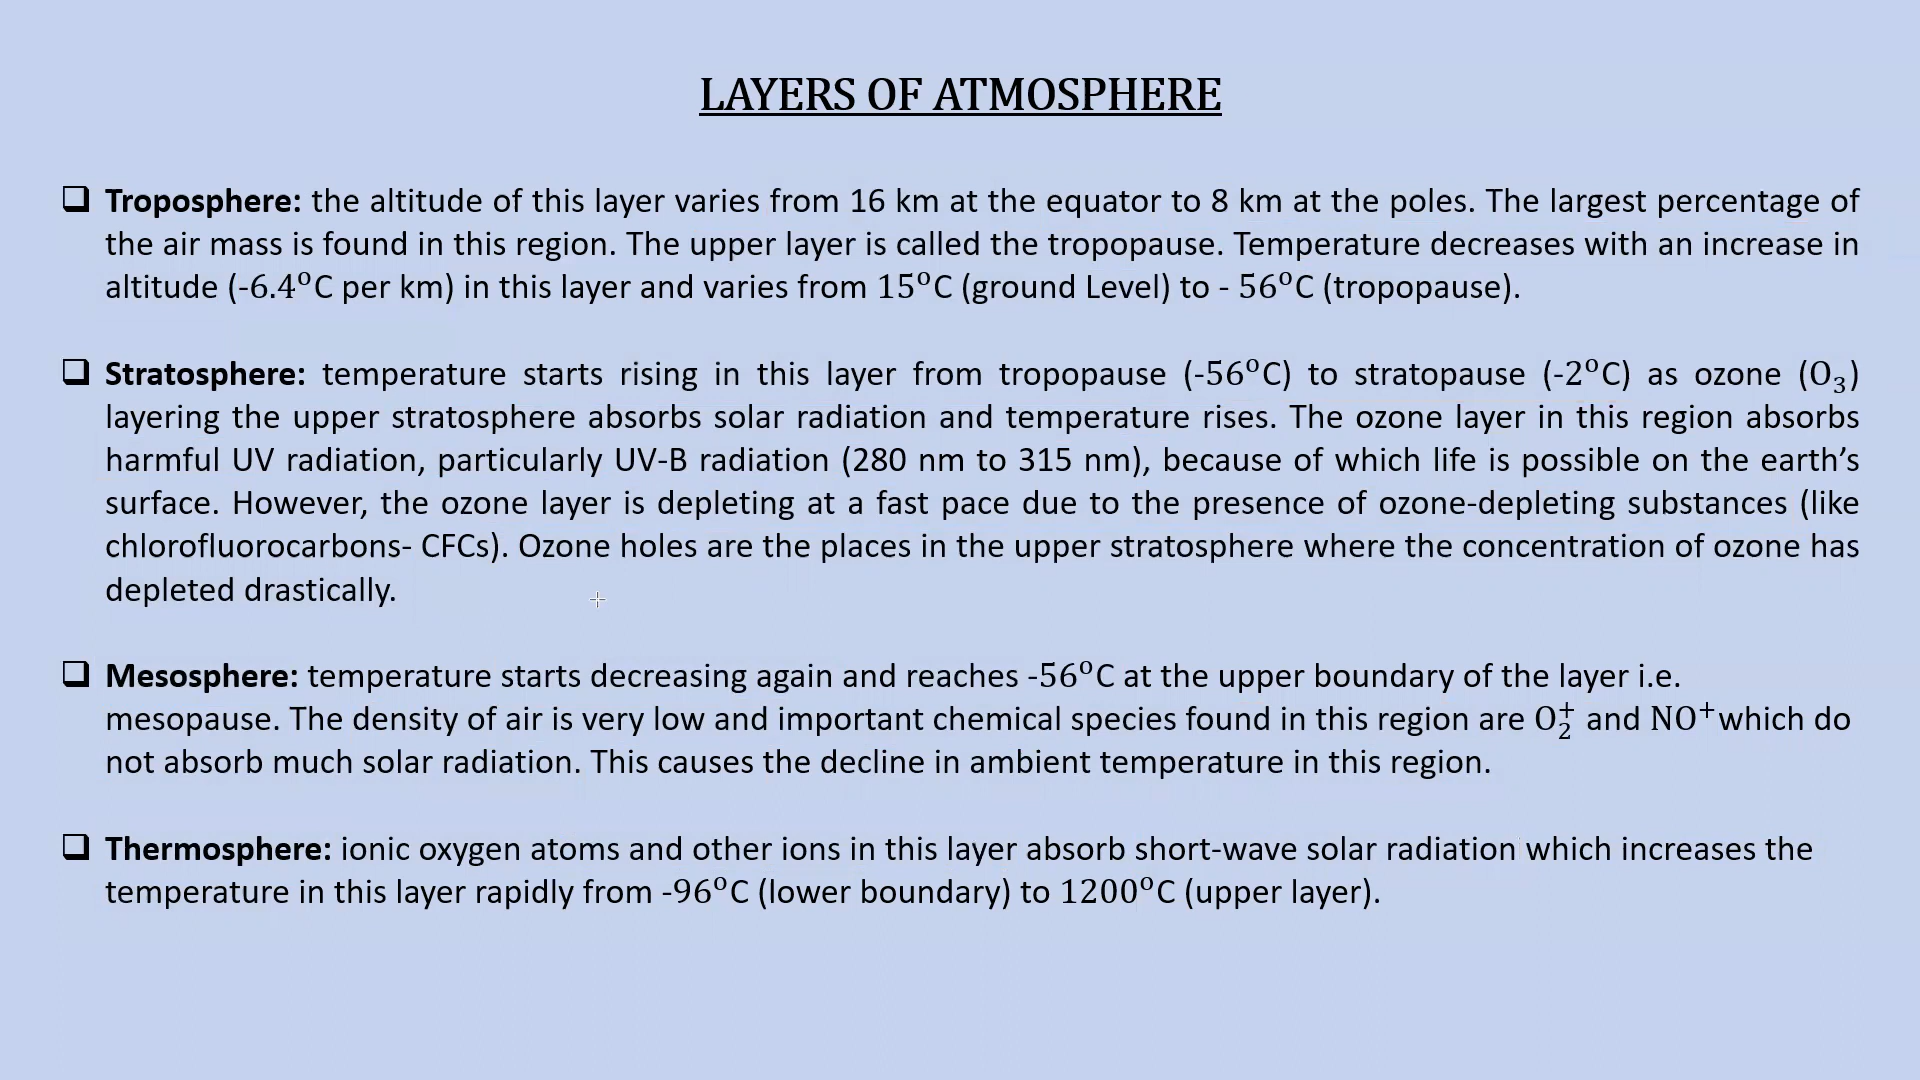 LAYERS OF ATMOSPHERE
❑ Troposphere: the altitude of this layer varies from 16 km at the equator to 8 km at the poles. The largest percentage of
the air mass is found in this region. The upper layer is called the tropopause. Temperature decreases with an increase in
altitude (-6.4⁰C per km) in this layer and varies from 15⁰C (ground Level) to - 56⁰C (tropopause).
❑ Stratosphere: temperature starts rising in this layer from tropopause (-56⁰C) to stratopause (-2⁰C) as ozone (O₃)
layering the upper stratosphere absorbs solar radiation and temperature rises. The ozone layer in this region absorbs
harmful UV radiation, particularly UV-B radiation (280 nm to 315 nm), because of which life is possible on the earth’s
surface. However, the ozone layer is depleting at a fast pace due to the presence of ozone-depleting substances (like
chlorofluorocarbons- CFCs). Ozone holes are the places in the upper stratosphere where the concentration of ozone has
depleted drastically.
❑ Mesosphere: temperature starts decreasing again and reaches -56⁰C at the upper boundary of the layer i.e.
mesopause. The density of air is very low and important chemical species found in this region are O₂⁺ and NO⁺which do
not absorb much solar radiation. This causes the decline in ambient temperature in this region.
❑ Thermosphere: ionic oxygen atoms and other ions in this layer absorb short-wave solar radiation which increases the
temperature in this layer rapidly from -96⁰C (lower boundary) to 1200⁰C (upper layer).